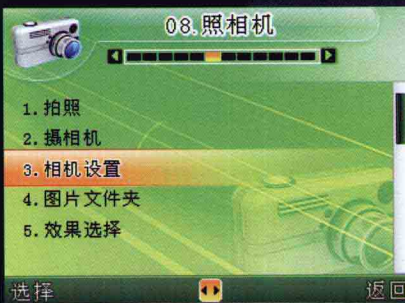 08.照相机
1.拍照
2.摄相机
3.相机设置
4.图片文件夹
5.效果选择
选择
返回